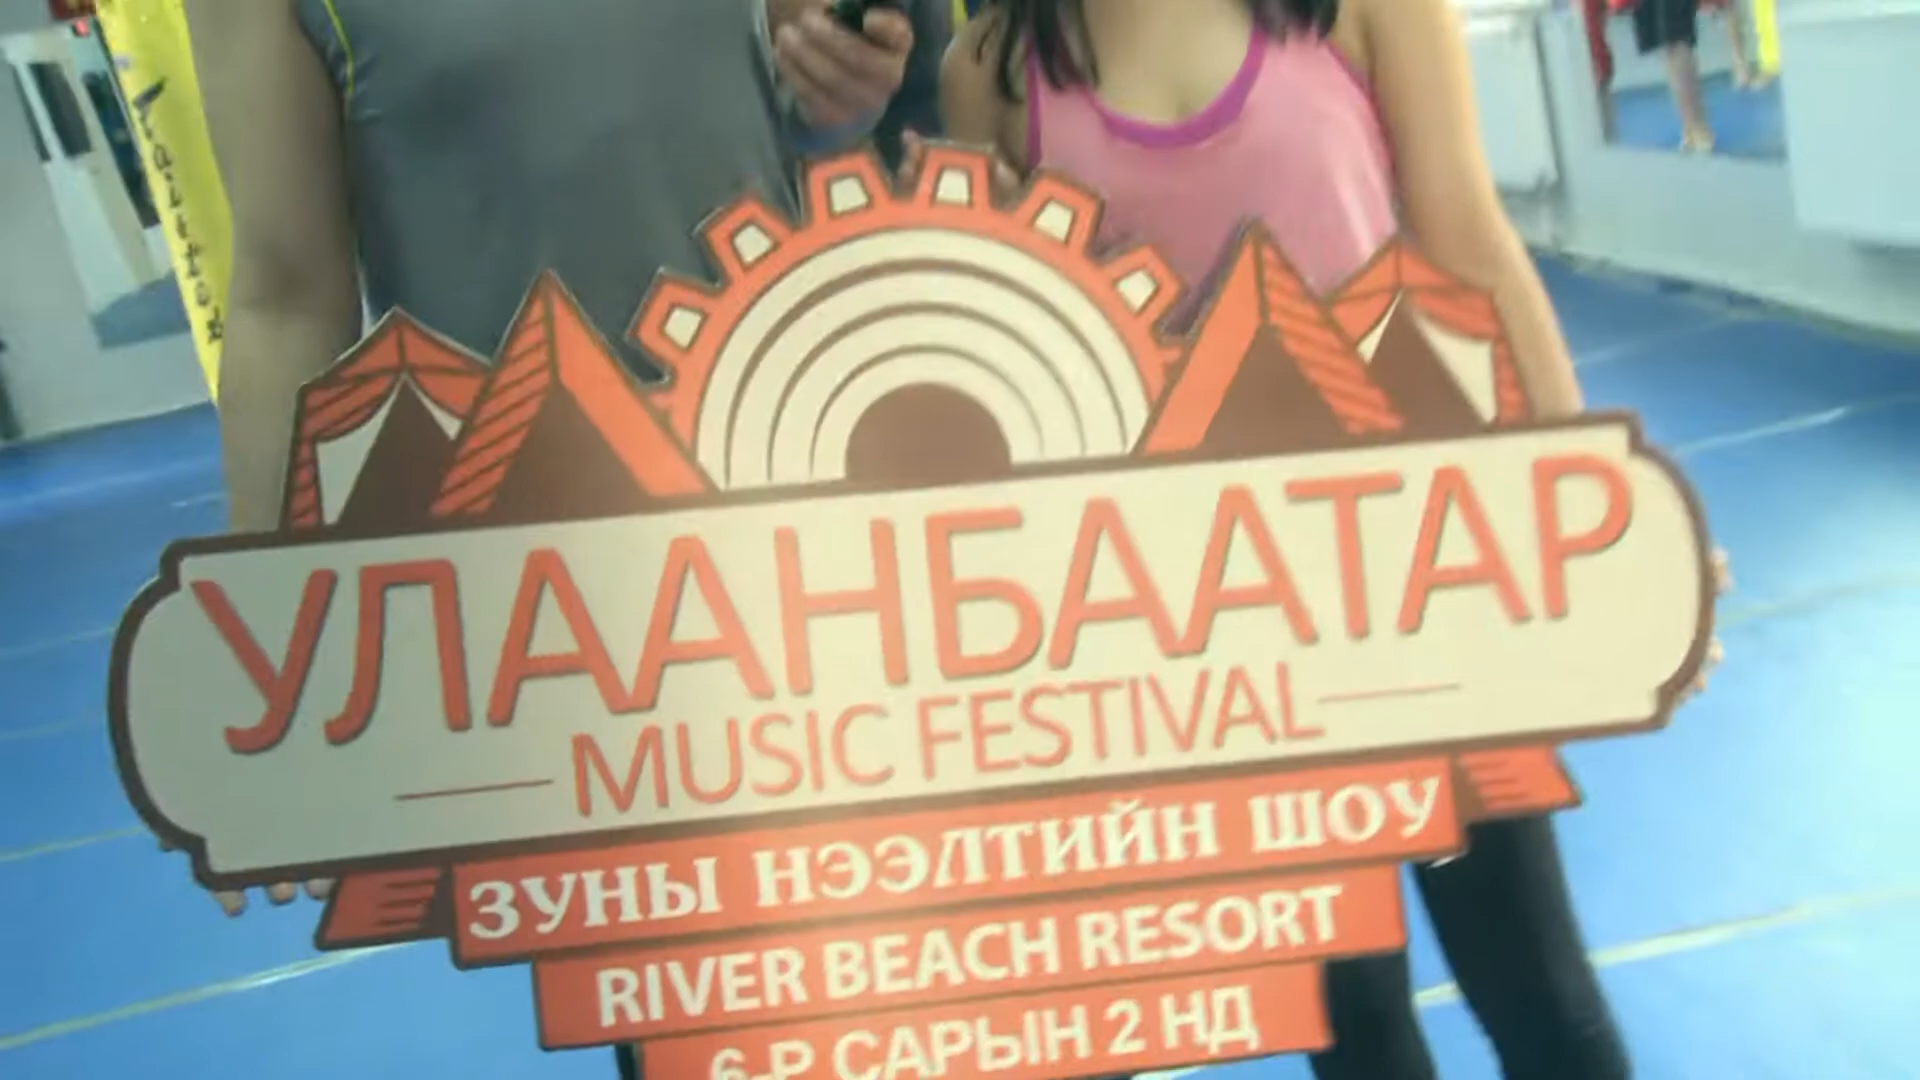 УЛААНБААТАР
MUSIC FESTIVAL
ЗУНЫ НЭЭЛТИЙН ШОУ
RIVER BEACH RESORT
6-Р САРЫН 2 НД